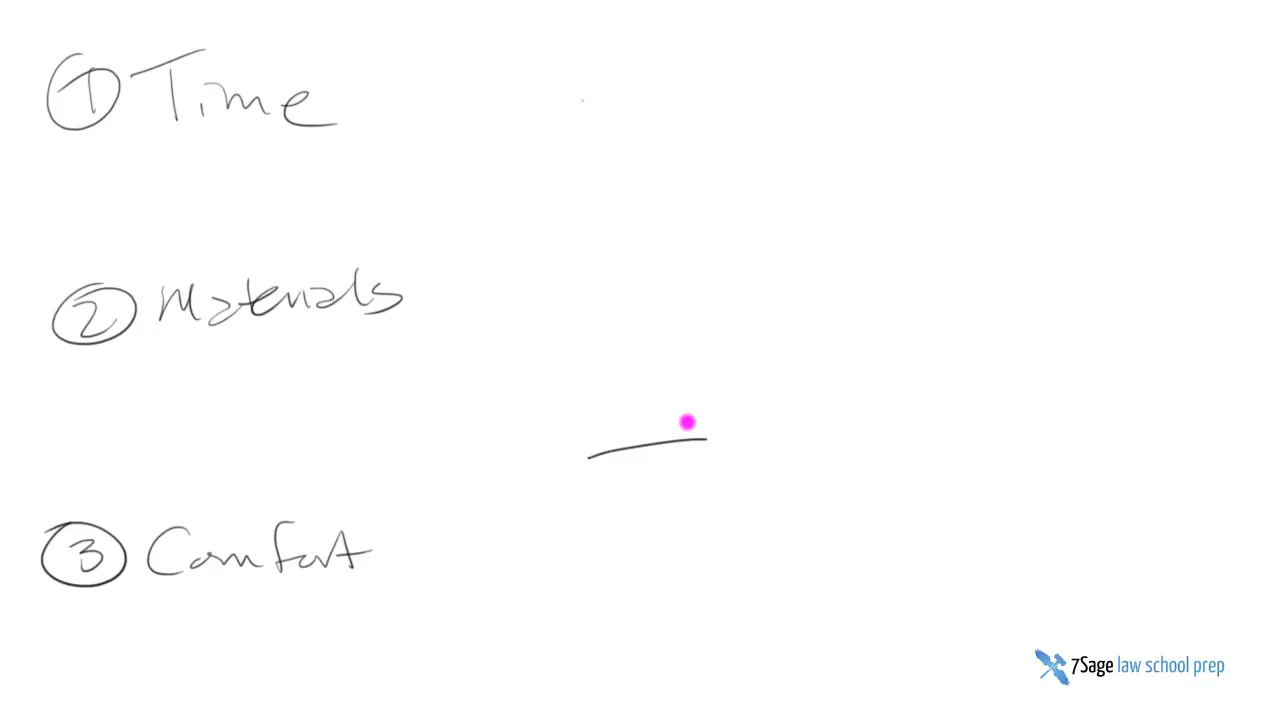 ① Time
② Materials
③ Comfort
7Sage law school prep